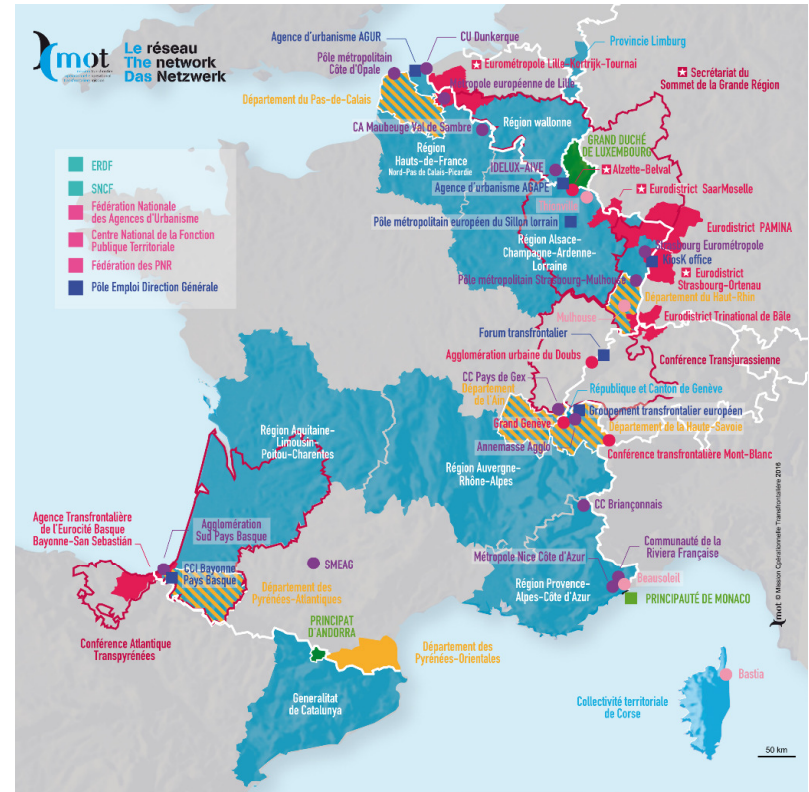 mot
Le réseau
The network
Das Netzwerk
ERDF
SNCF
Fédération Nationale
des Agences d'Urbanisme
Centre National de la Fonction
Publique Territoriale
Fédération des PNR
Pôle Emploi Direction Générale
Agence d'urbanisme AGUR
CU Dunkerque
Provincie Limburg
Pôle métropolitain
Côte d'Opale
Eurométropole Lille-Kortrijk-Tournai
Secrétariat du
Sommet de la Grande Région
Métropole européenne de Lille
Département du Pas-de-Calais
CA Maubeuge Val de Sambre
Région wallonne
Région
Hauts-de-France
Nord-Pas de Calais-Picardie
GRAND DUCHÉ
DE LUXEMBOURG
IDELUX-AIVE
Alzette-Belval
Agence d'urbanisme AGAPE
Eurodistrict SaarMoselle
Thionville
Pôle métropolitain européen du Sillon lorrain
Eurodistrict PAMINA
Région Alsace-
Champagne-Ardenne-
Lorraine
Strasbourg Eurométropole
KiosK office
Eurodistrict
Strasbourg-Ortenau
Pôle métropolitain Strasbourg-Mulhouse
Département du Haut-Rhin
Mulhouse
Eurodistrict Trinational de Bâle
Forum transfrontalier
Agglomération urbaine du Doubs
Conférence Transjurassienne
CC Pays de Gex
Département
de l'Ain
République et Canton de Genève
Groupement transfrontalier européen
Grand Genève
Département de la Haute-Savoie
Annemasse Agglo
Conférence transfrontalière Mont-Blanc
Région Aquitaine-
Limousin-
Poitou-Charentes
Région Auvergne-
Rhône-Alpes
CC Briançonnais
Agence Transfrontalière
de l'Eurocité Basque
Bayonne-San Sebastián
Agglomération
Sud Pays Basque
SMEAG
CCI Bayonne
Pays Basque
Département des
Pyrénées-Atlantiques
Métropole Nice Côte d'Azur
Communauté de la
Riviera Française
Beausoleil
Région Provence-
Alpes-Côte d'Azur
PRINCIPAUTÉ DE MONACO
Conférence Atlantique
Transpyrénées
PRINCIPAT
D'ANDORRA
Département des
Pyrénées-Orientales
Generalitat
de Catalunya
Bastia
Collectivité territoriale
de Corse
mot © Mission Opérationnelle Transfrontalière 2016
50 km